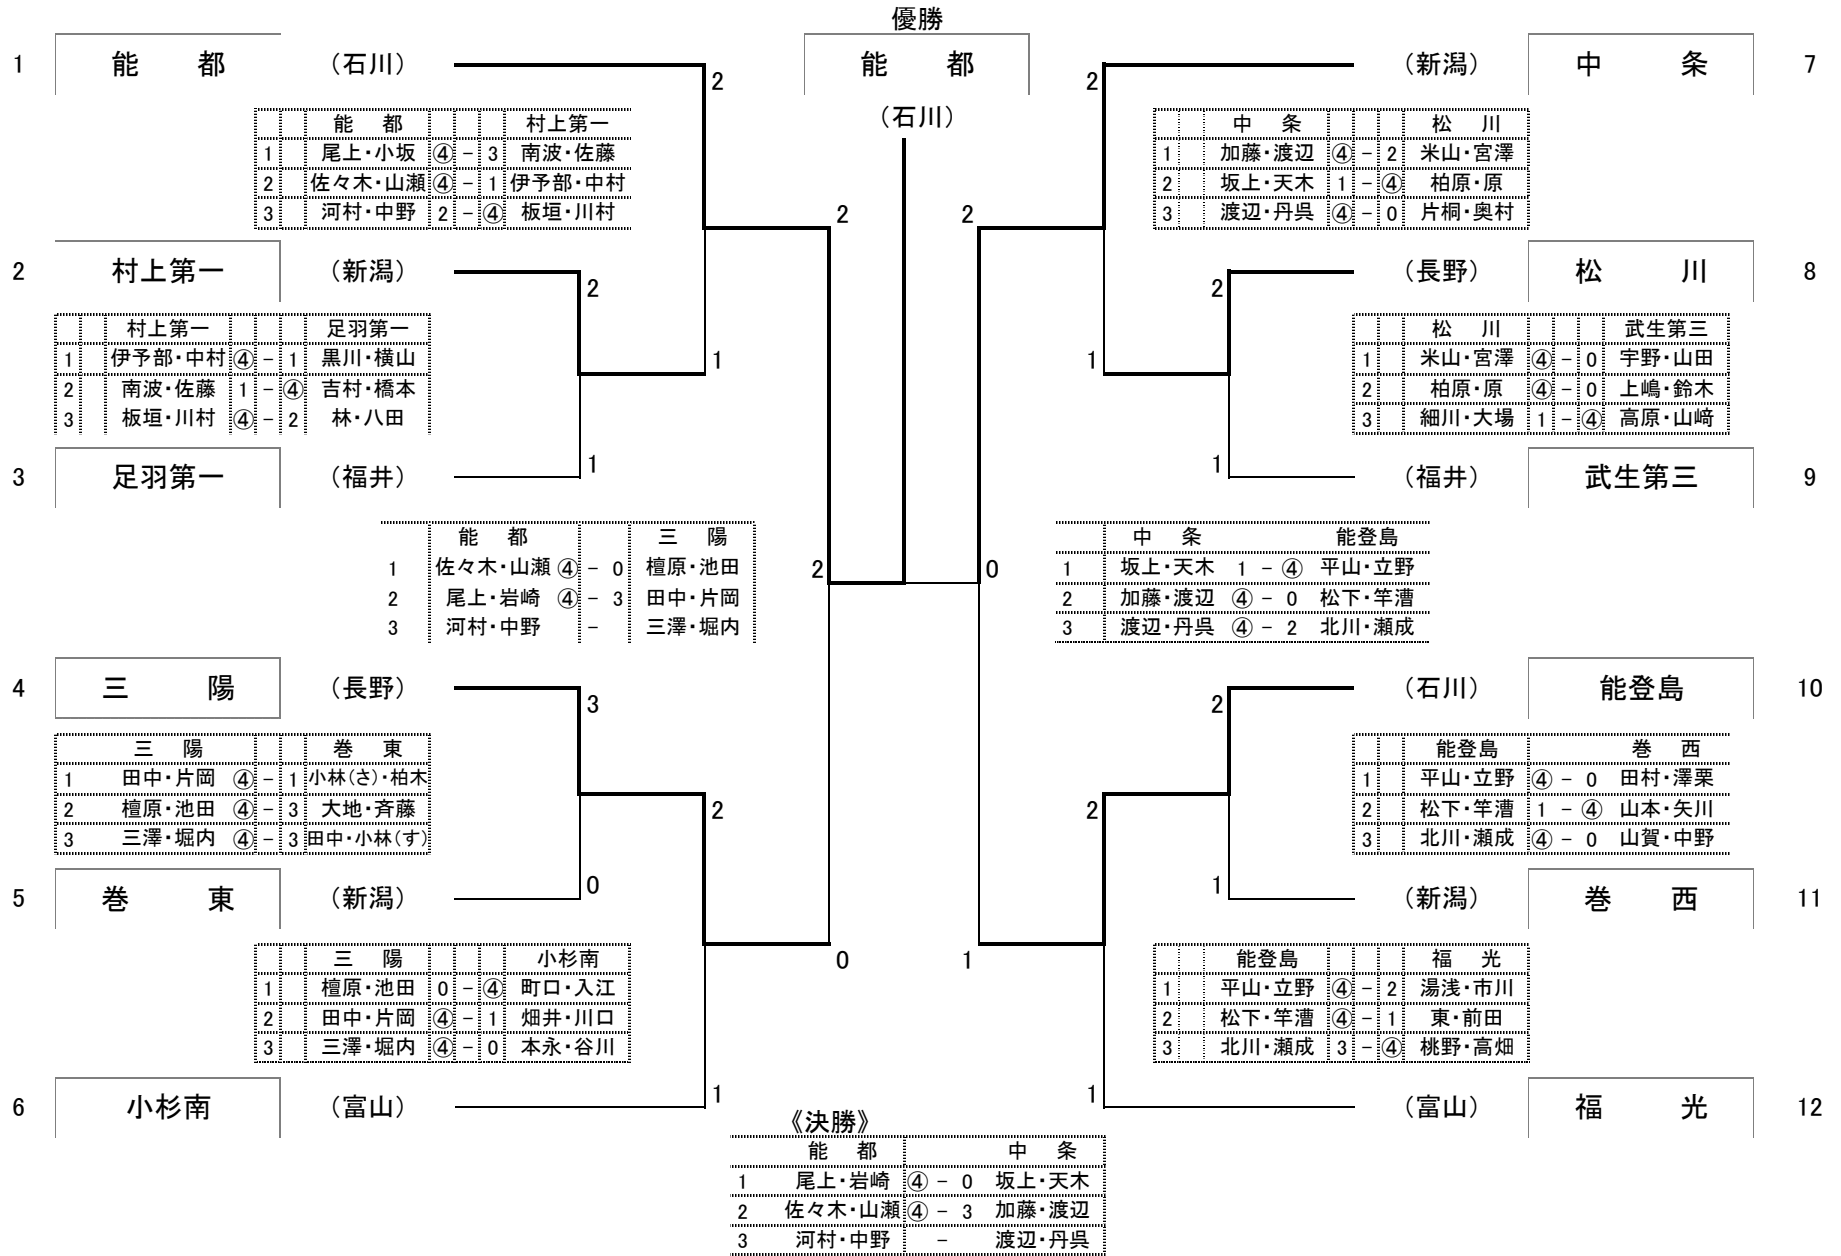 優勝
1 能 都 (石川) 2 能 都 2 (新潟) 中 条 7
(石川)
能 都 村上第一
1 尾上・小坂 ④ - 3 南波・佐藤
2 佐々木・山瀬 ④ - 1 伊予部・中村
3 河村・中野 2 - ④ 板垣・川村
中 条 松 川
1 加藤・渡辺 ④ - 2 米山・宮澤
2 坂上・天木 1 - ④ 柏原・原
3 渡辺・丹呉 ④ - 0 片桐・奥村
2 2
2 村上第一 (新潟) 2 2 (長野) 松 川 8
村上第一 足羽第一
1 伊予部・中村 ④ - 1 黒川・横山
2 南波・佐藤 1 - ④ 吉村・橋本
3 板垣・川村 ④ - 2 林・八田
1 1
松 川 武生第三
1 米山・宮澤 ④ - 0 宇野・山田
2 柏原・原 ④ - 0 上嶋・鈴木
3 細川・大場 1 - ④ 高原・山﨑
3 足羽第一 (福井) 1 1 (福井) 武生第三 9
能 都 三 陽
1 佐々木・山瀬 ④ - 0 檀原・池田
2 尾上・岩崎 ④ - 3 田中・片岡
3 河村・中野 - 三澤・堀内
2 0
中 条 能登島
1 坂上・天木 1 - ④ 平山・立野
2 加藤・渡辺 ④ - 0 松下・竿漕
3 渡辺・丹呉 ④ - 2 北川・瀬成
4 三 陽 (長野) 3 2 (石川) 能登島 10
三 陽 巻 東
1 田中・片岡 ④ - 1 小林(さ)・柏木
2 檀原・池田 ④ - 3 大地・斉藤
3 三澤・堀内 ④ - 3 田中・小林(す)
2 2
能登島 巻 西
1 平山・立野 ④ - 0 田村・澤栗
2 松下・竿漕 1 - ④ 山本・矢川
3 北川・瀬成 ④ - 0 山賀・中野
5 巻 東 (新潟) 0 1 (新潟) 巻 西 11
三 陽 小杉南
1 檀原・池田 0 - ④ 町口・入江
2 田中・片岡 ④ - 1 畑井・川口
3 三澤・堀内 ④ - 0 本永・谷川
0 1
能登島 福 光
1 平山・立野 ④ - 2 湯浅・市川
2 松下・竿漕 ④ - 1 東・前田
3 北川・瀬成 3 - ④ 桃野・高畑
6 小杉南 (富山) 1 1 (富山) 福 光 12
《決勝》
能 都 中 条
1 尾上・岩崎 ④ - 0 坂上・天木
2 佐々木・山瀬 ④ - 3 加藤・渡辺
3 河村・中野 - 渡辺・丹呉